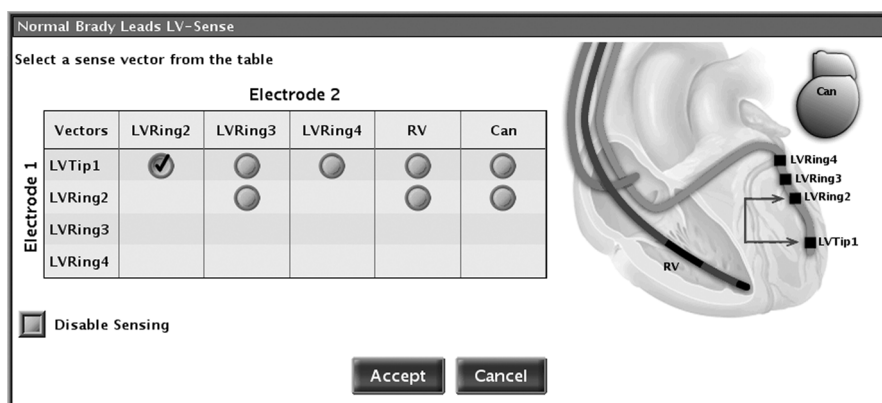 Normal Brady Leads LV-Sense
Select a sense vector from the table
Electrode 2
Electrode 1
Vectors LVRing2 LVRing3 LVRing4 RV Can
LVTip1
LVRing2
LVRing3
LVRing4
Disable Sensing
Accept Cancel
Can
LVRing4
LVRing3
LVRing2
LVTip1
RV